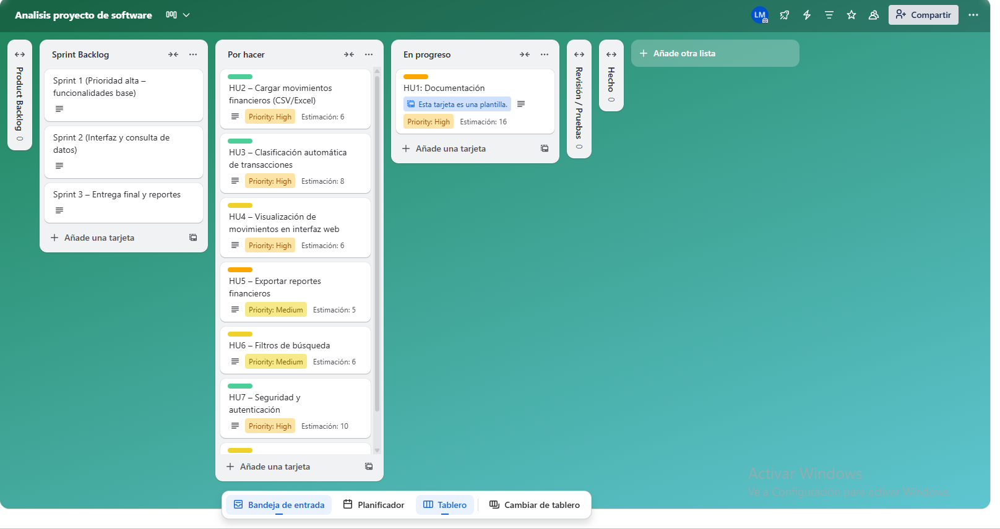 Analisis proyecto de software
LM
Compartir
Product Backlog 0
Sprint Backlog
Sprint 1 (Prioridad alta –
funcionalidades base)
Sprint 2 (Interfaz y consulta de
datos)
Sprint 3 – Entrega final y reportes
Añade una tarjeta
Por hacer
HU2 – Cargar movimientos
financieros (CSV/Excel)
Priority: High Estimación: 6
HU3 – Clasificación automática
de transacciones
Priority: High Estimación: 8
HU4 – Visualización de
movimientos en interfaz web
Priority: High Estimación: 6
HU5 – Exportar reportes
financieros
Priority: Medium Estimación: 5
HU6 – Filtros de búsqueda
Priority: Medium Estimación: 6
HU7 – Seguridad y
autenticación
Priority: High Estimación: 10
Añade una tarjeta
En progreso
HU1: Documentación
Esta tarjeta es una plantilla.
Priority: High Estimación: 16
Añade una tarjeta
Revisión / Pruebas 0
Hecho 0
Añade otra lista
Activar Windows
Ve a Configuración para activar Windows.
Bandeja de entrada
Planificador
Tablero
Cambiar de tablero